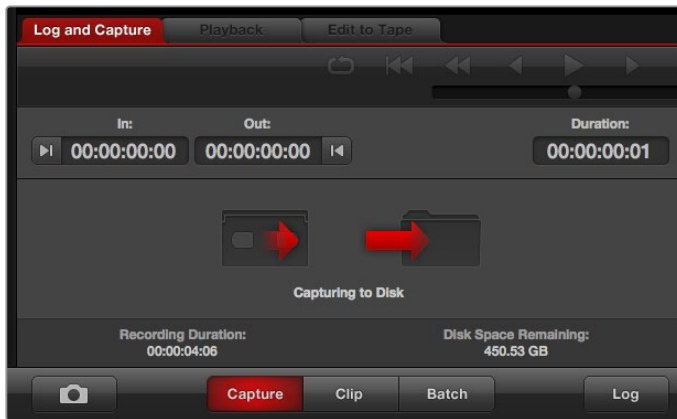 Log and Capture Playback Edit to Tape
In: Out: Duration:
00:00:00:00 00:00:00:00 00:00:00:01
Capturing to Disk
Recording Duration: Disk Space Remaining:
00:00:04:06 450.53 GB
Capture Clip Batch Log